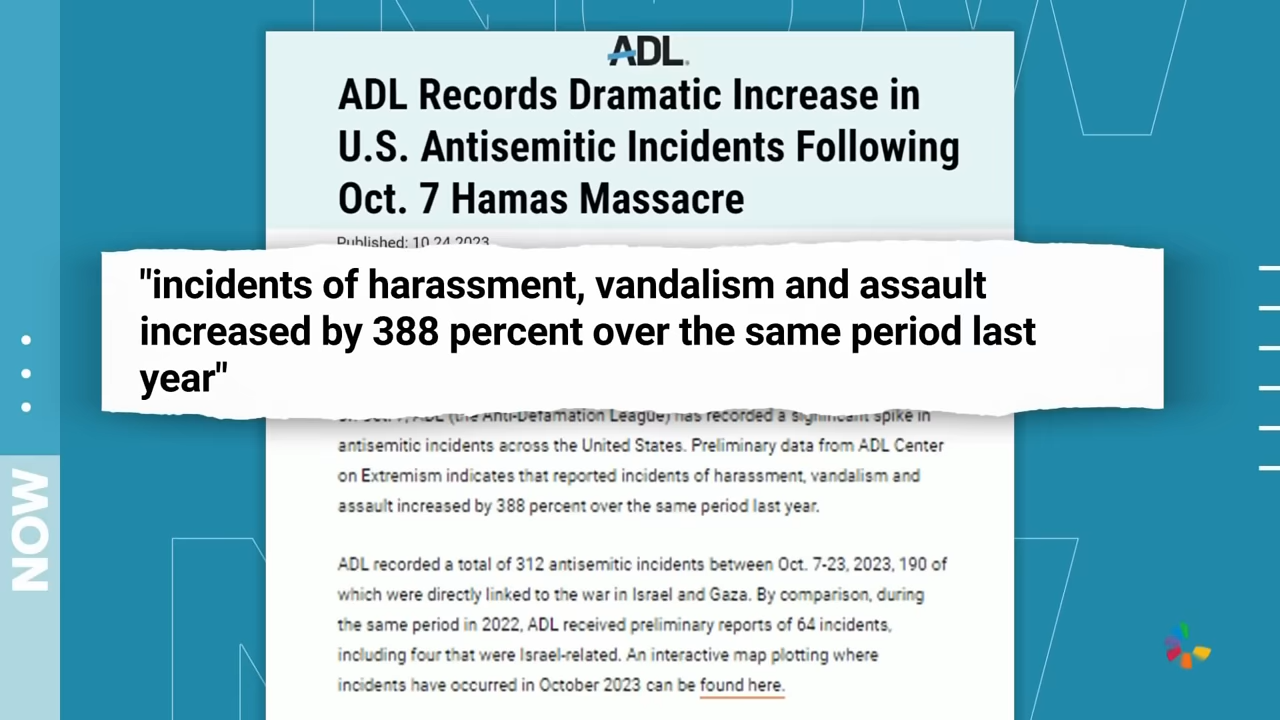 ADL
ADL Records Dramatic Increase in
U.S. Antisemitic Incidents Following
Oct. 7 Hamas Massacre
Published: 10.24.2023
"incidents of harassment, vandalism and assault
increased by 388 percent over the same period last
year"
on Oct. 7, ADL (the Anti-Defamation League) has recorded a significant spike in
antisemitic incidents across the United States. Preliminary data from ADL Center
on Extremism indicates that reported incidents of harassment, vandalism and
assault increased by 388 percent over the same period last year.
ADL recorded a total of 312 antisemitic incidents between Oct. 7-23, 2023, 190 of
which were directly linked to the war in Israel and Gaza. By comparison, during
the same period in 2022, ADL received preliminary reports of 64 incidents,
including four that were Israel-related. An interactive map plotting where
incidents have occurred in October 2023 can be found here.
NOW